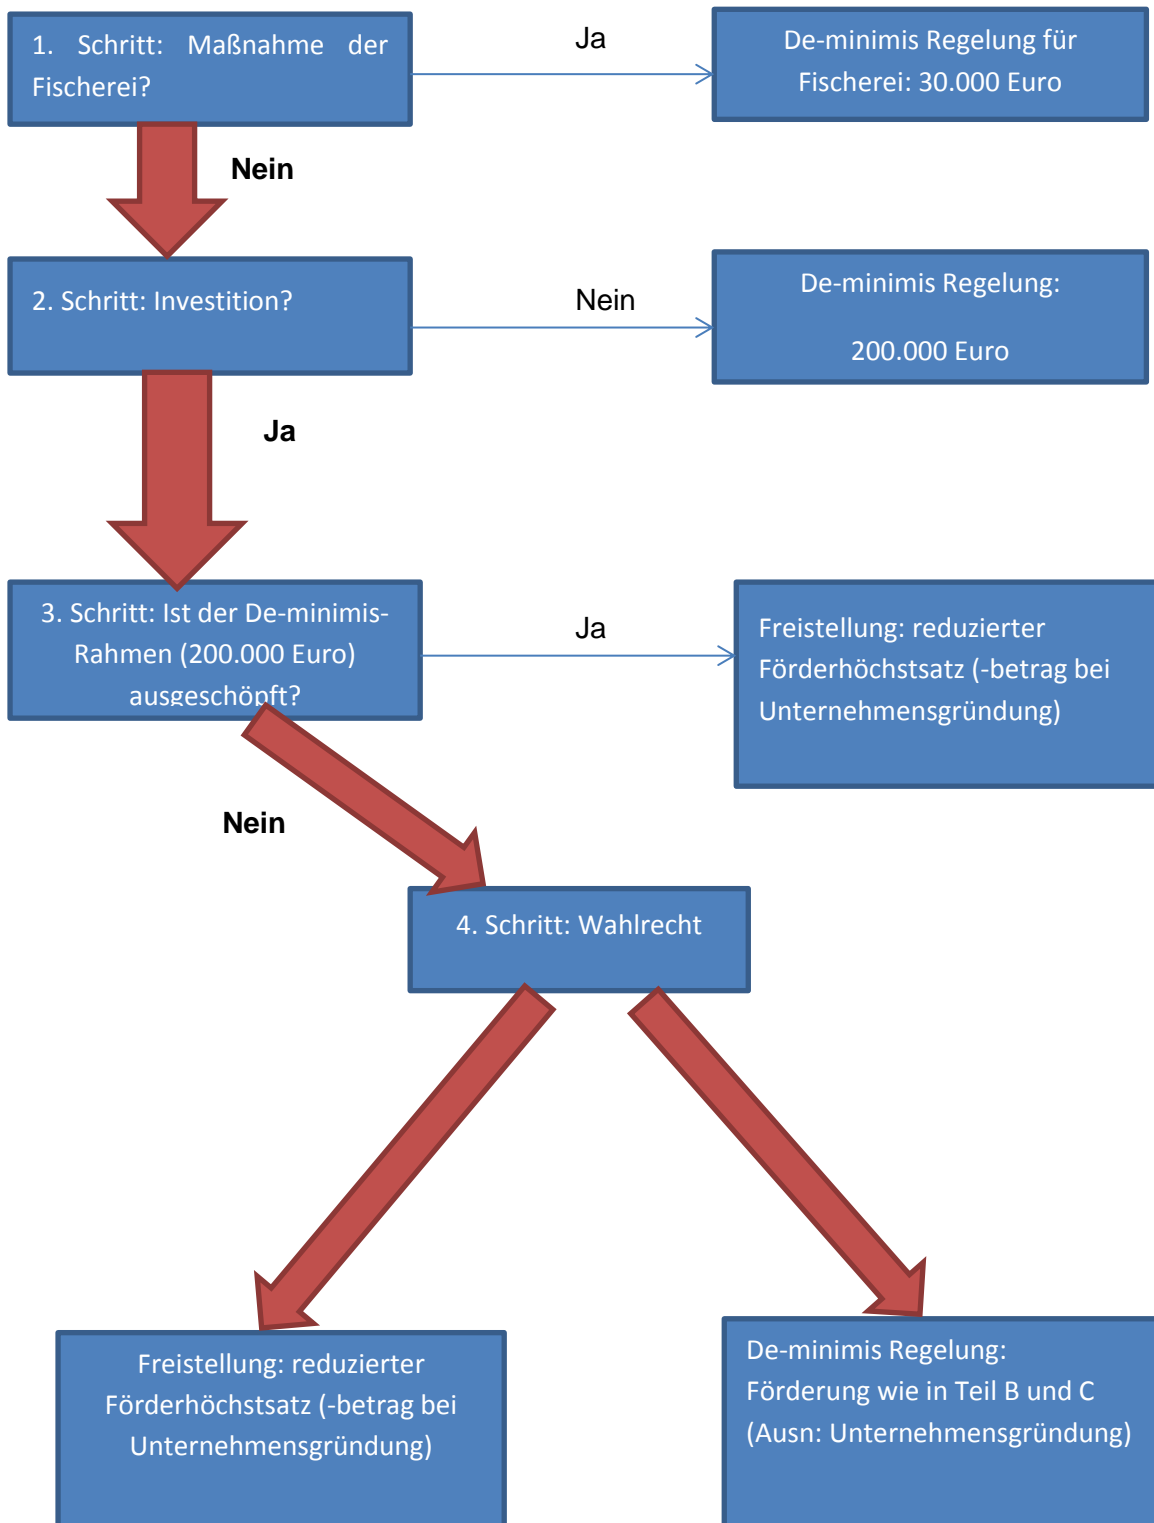 1. Schritt: Maßnahme der
Fischerei?
Ja
De-minimis Regelung für
Fischerei: 30.000 Euro
Nein
2. Schritt: Investition?
Nein
De-minimis Regelung:
200.000 Euro
Ja
3. Schritt: Ist der De-minimis-
Rahmen (200.000 Euro)
ausgeschöpft?
Ja
Freistellung: reduzierter
Förderhöchstsatz (-betrag bei
Unternehmensgründung)
Nein
4. Schritt: Wahlrecht
Freistellung: reduzierter
Förderhöchstsatz (-betrag bei
Unternehmensgründung)
De-minimis Regelung:
Förderung wie in Teil B und C
(Ausn: Unternehmensgründung)